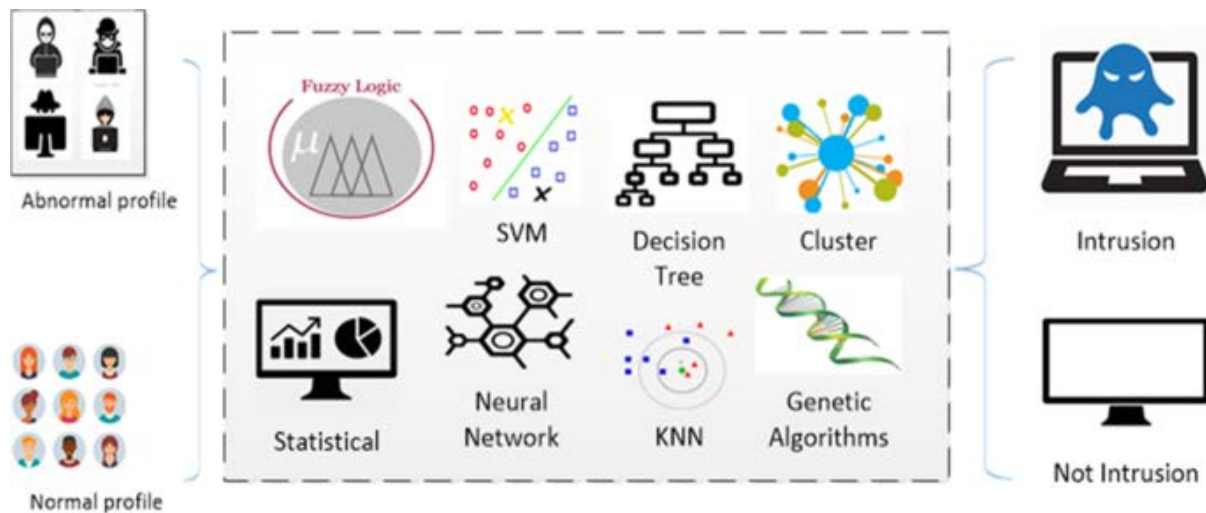 Abnormal profile
Normal profile
Fuzzy Logic
μ
SVM
Decision
Tree
Cluster
Statistical
Neural
Network
KNN
Genetic
Algorithms
Intrusion
Not Intrusion